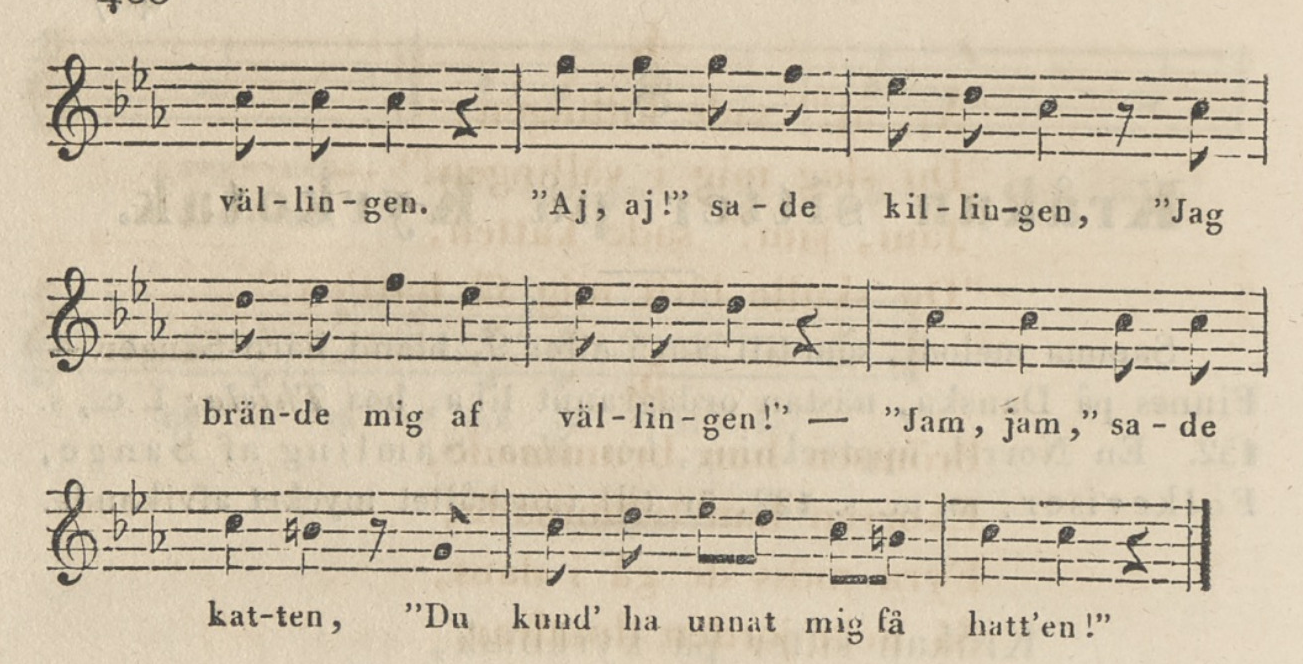 väl-lin-gen. ”Aj, aj!” sa-de kil-lin-gen, ”Jag
brän-de mig af väl-lin-gen!” — ”Jam, jam,” sa-de
kat-ten, ”Du kund’ ha unnat mig få hatt’en!”